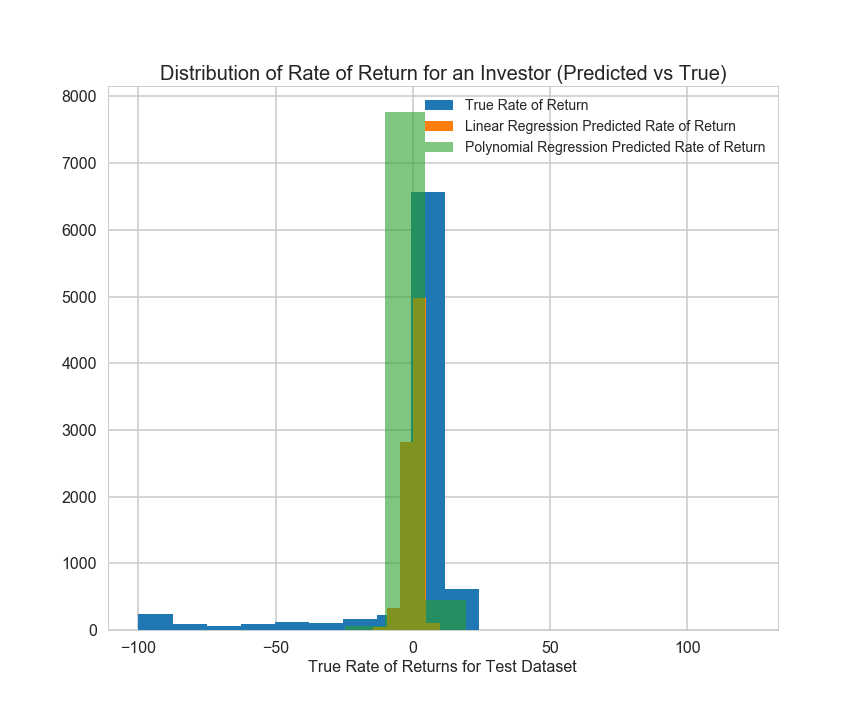 Distribution of Rate of Return for an Investor (Predicted vs True)
8000
True Rate of Return
Linear Regression Predicted Rate of Return
Polynomial Regression Predicted Rate of Return
7000
6000
5000
4000
3000
2000
1000
0
−100
−50
0
50
100
True Rate of Returns for Test Dataset